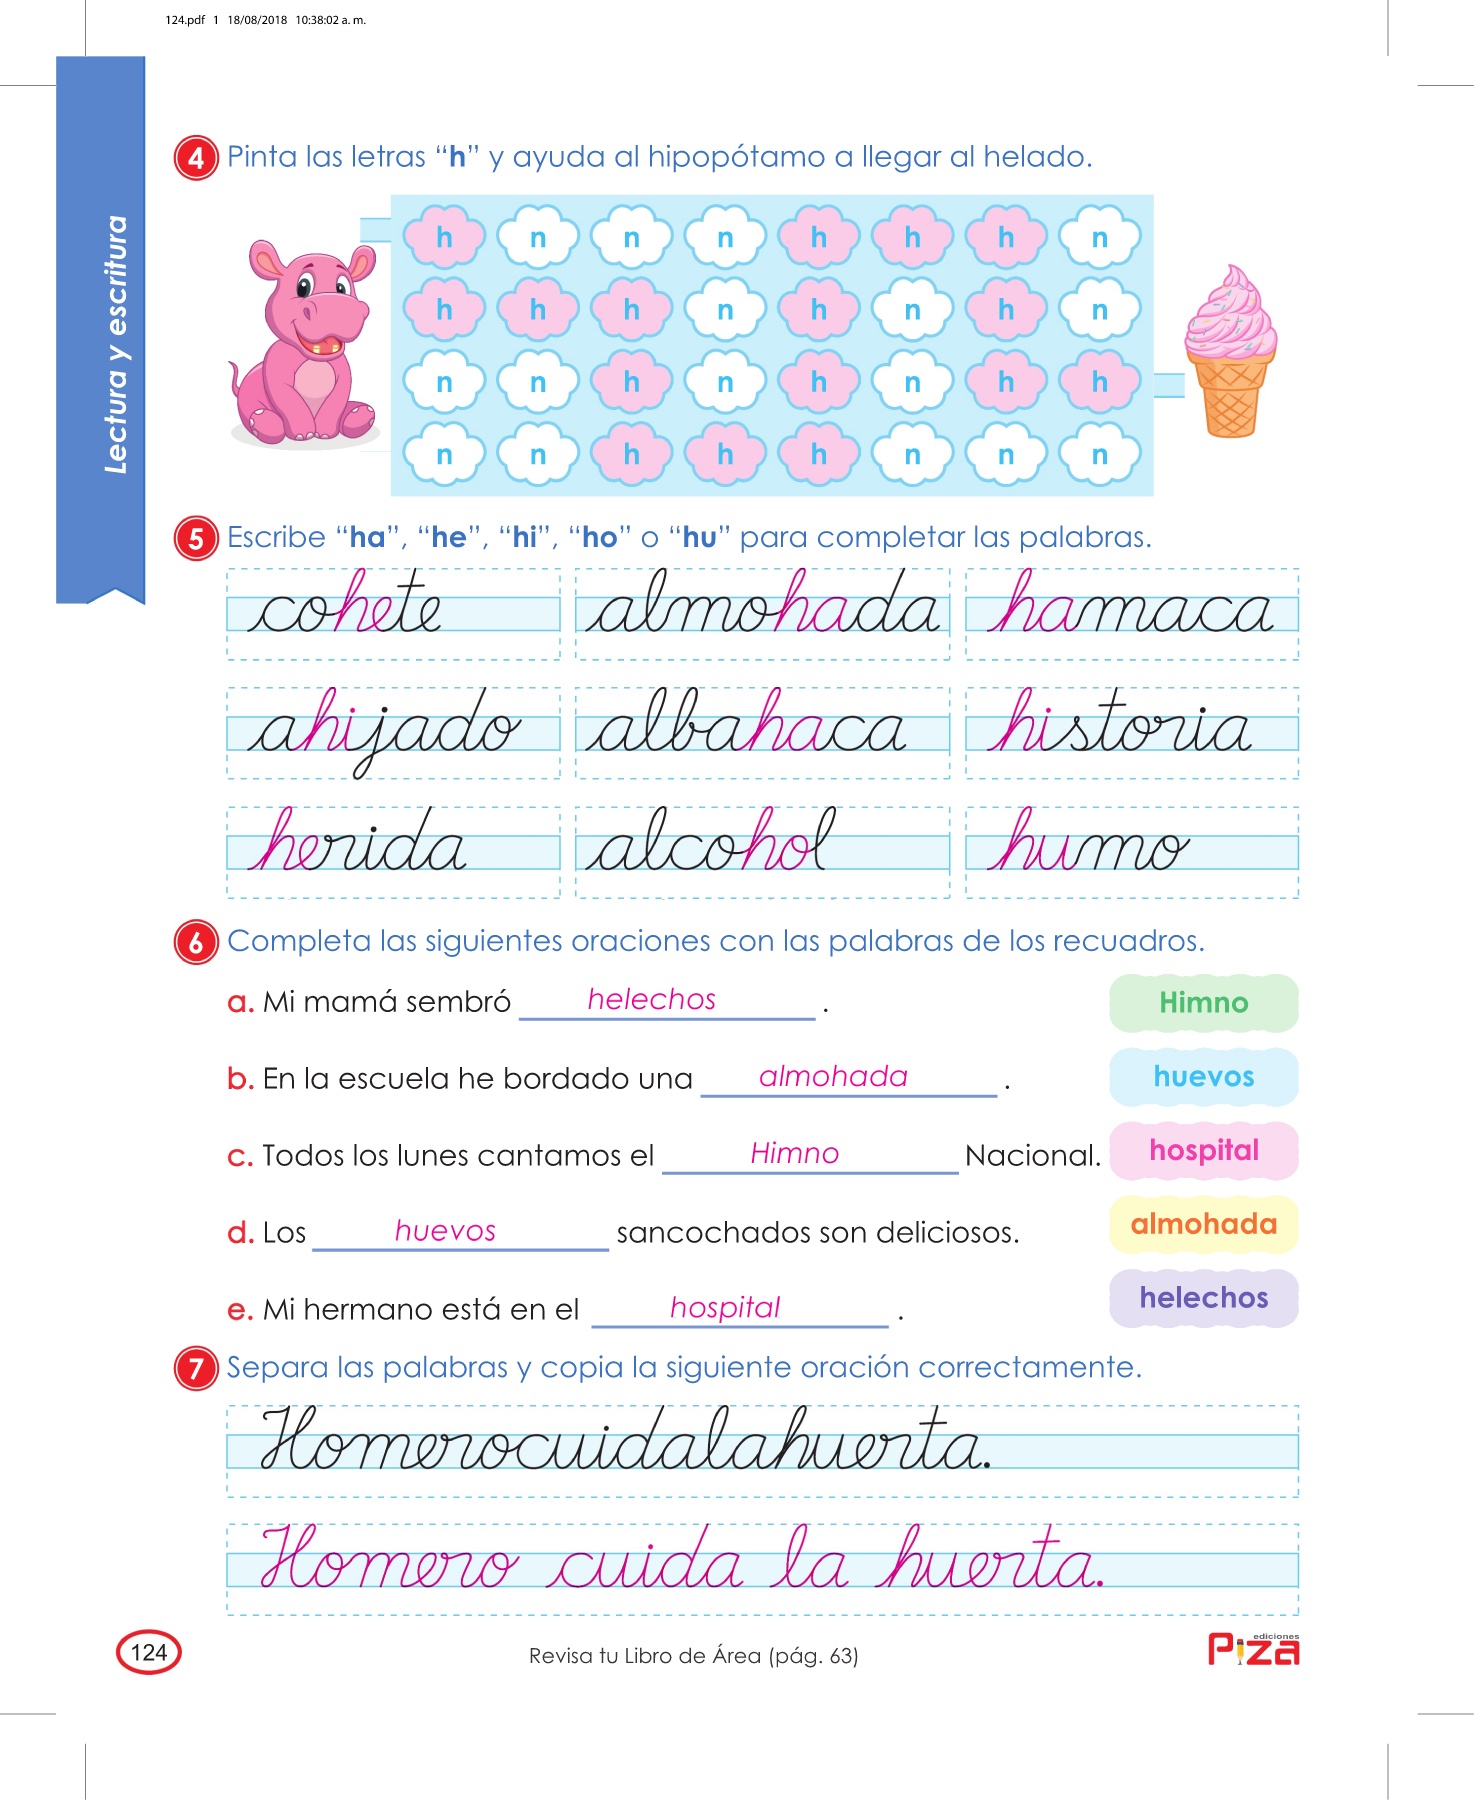 124.pdf 1 18/08/2018 10:38:02 a. m.
Lectura y escritura
4 Pinta las letras “h” y ayuda al hipopótamo a llegar al helado.
h n n n h h h n
h h h n h n h n
n n h n h n h h
n n h h h n n n
5 Escribe “ha”, “he”, “hi”, “ho” o “hu” para completar las palabras.
cohete almohada hamaca
ahijado albahaca historia
herida alcohol humo
6 Completa las siguientes oraciones con las palabras de los recuadros.
a. Mi mamá sembró helechos .
Himno
b. En la escuela he bordado una almohada .
huevos
c. Todos los lunes cantamos el Himno Nacional.
hospital
d. Los huevos sancochados son deliciosos.
almohada
e. Mi hermano está en el hospital .
helechos
7 Separa las palabras y copia la siguiente oración correctamente.
Homerocuidalahuerta.
Homero cuida la huerta.
124
Revisa tu Libro de Área (pág. 63)
ediciones
Piza